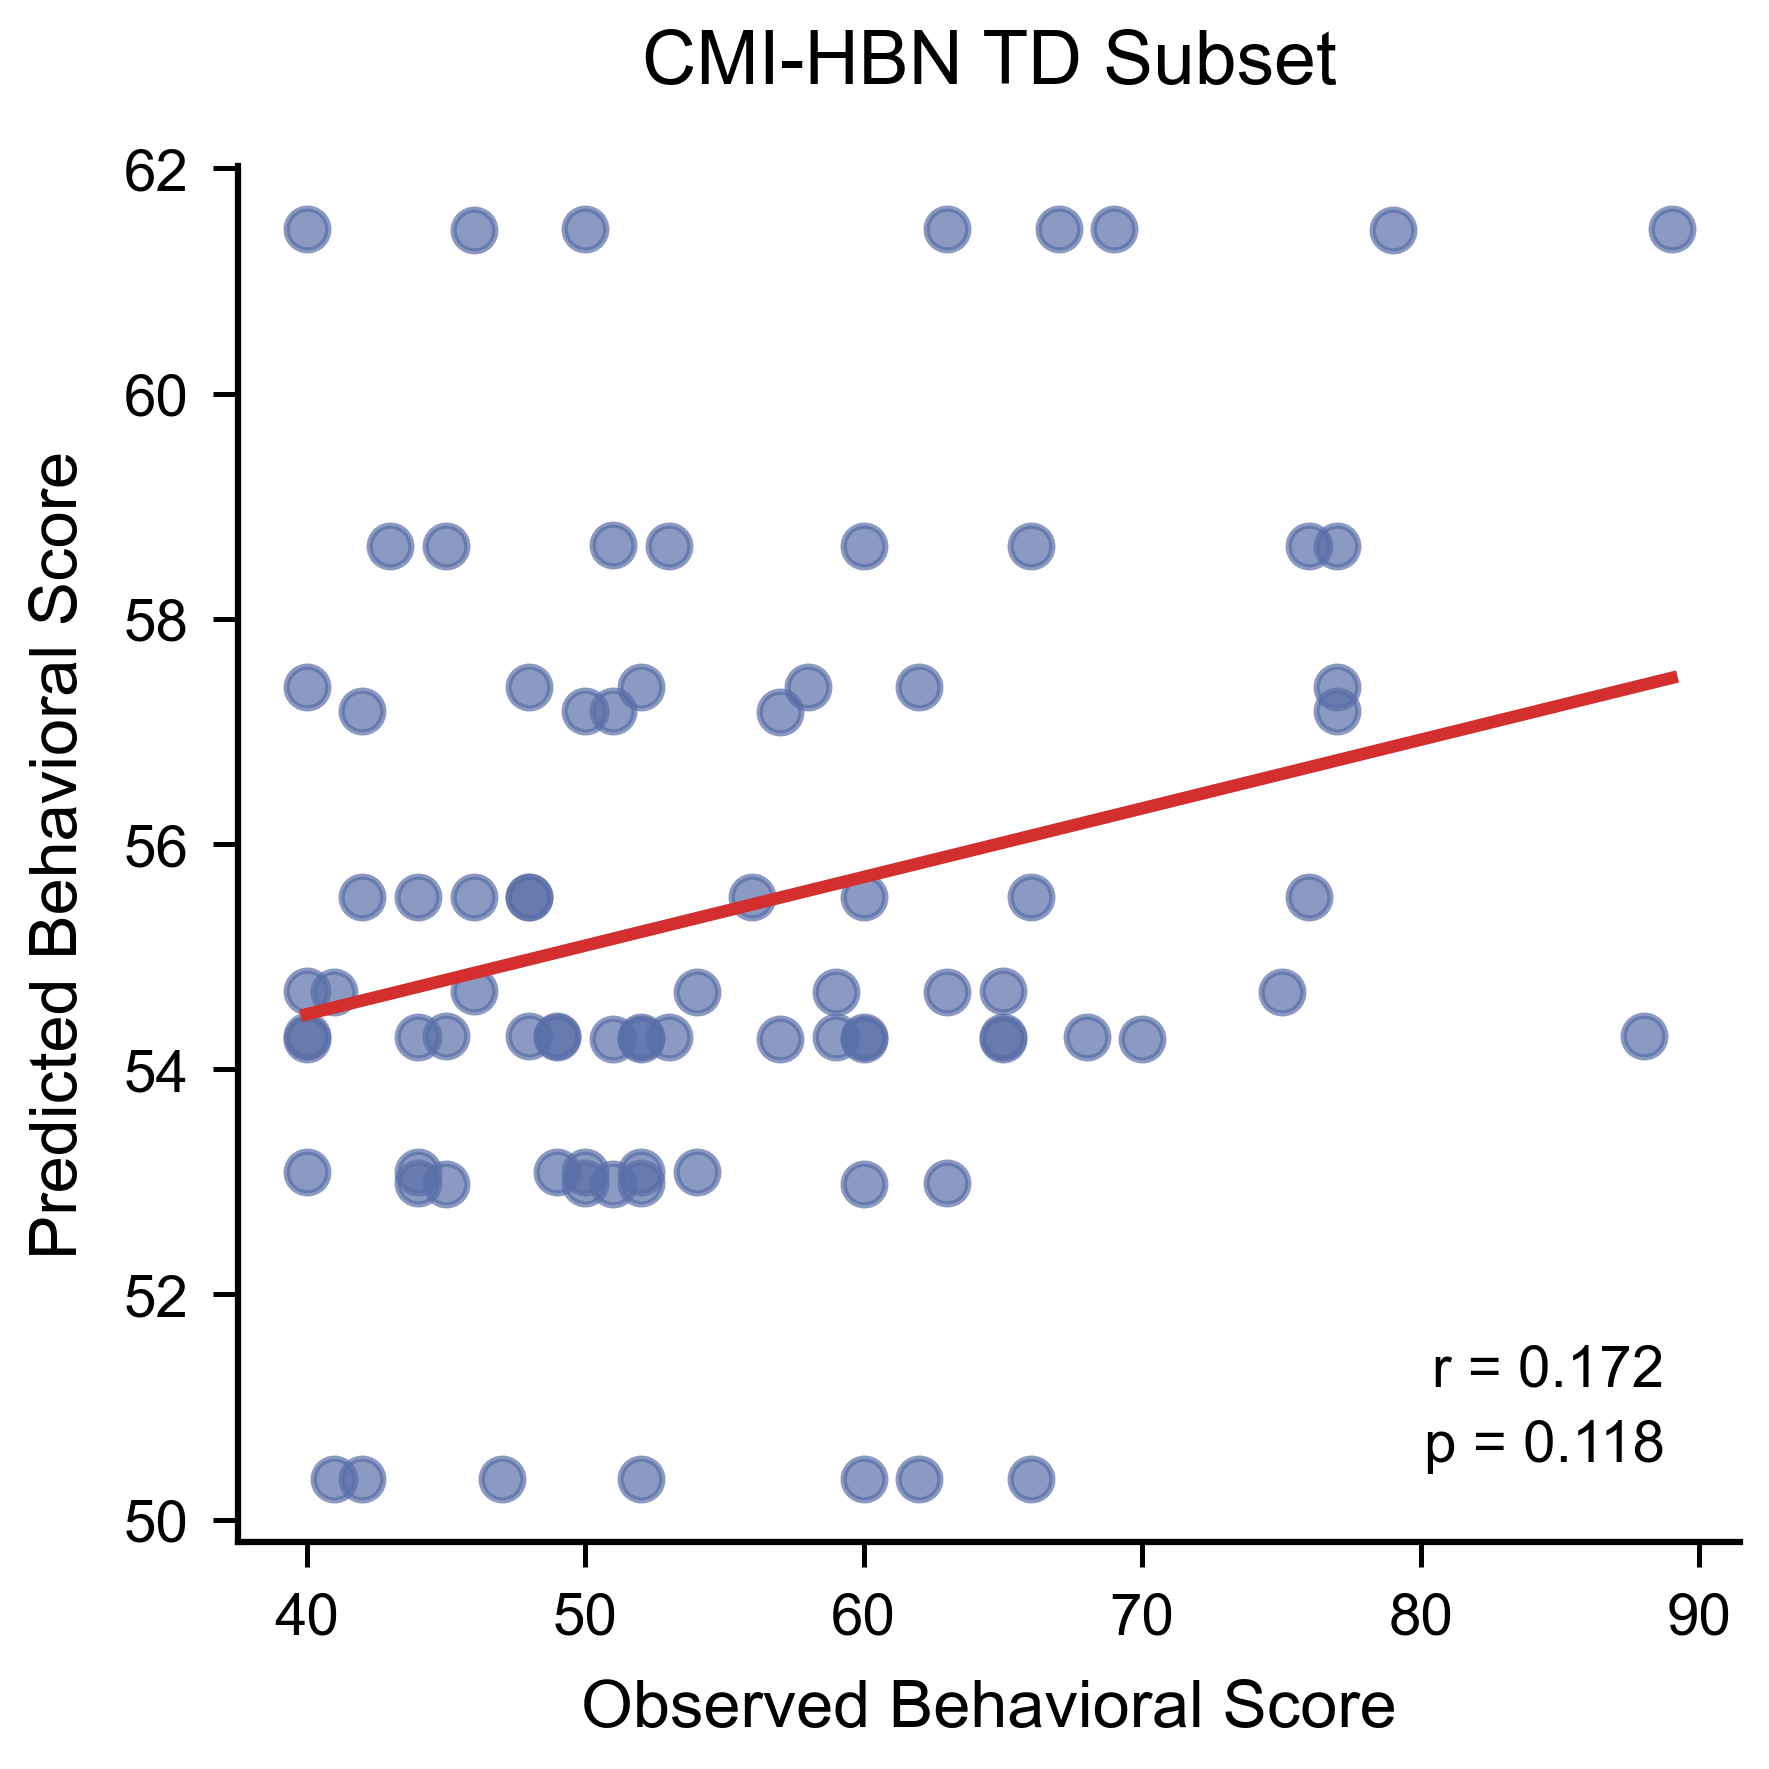 CMI-HBN TD Subset
62
60
58
56
54
52
50
Predicted Behavioral Score
r = 0.172
p = 0.118
40 50 60 70 80 90
Observed Behavioral Score